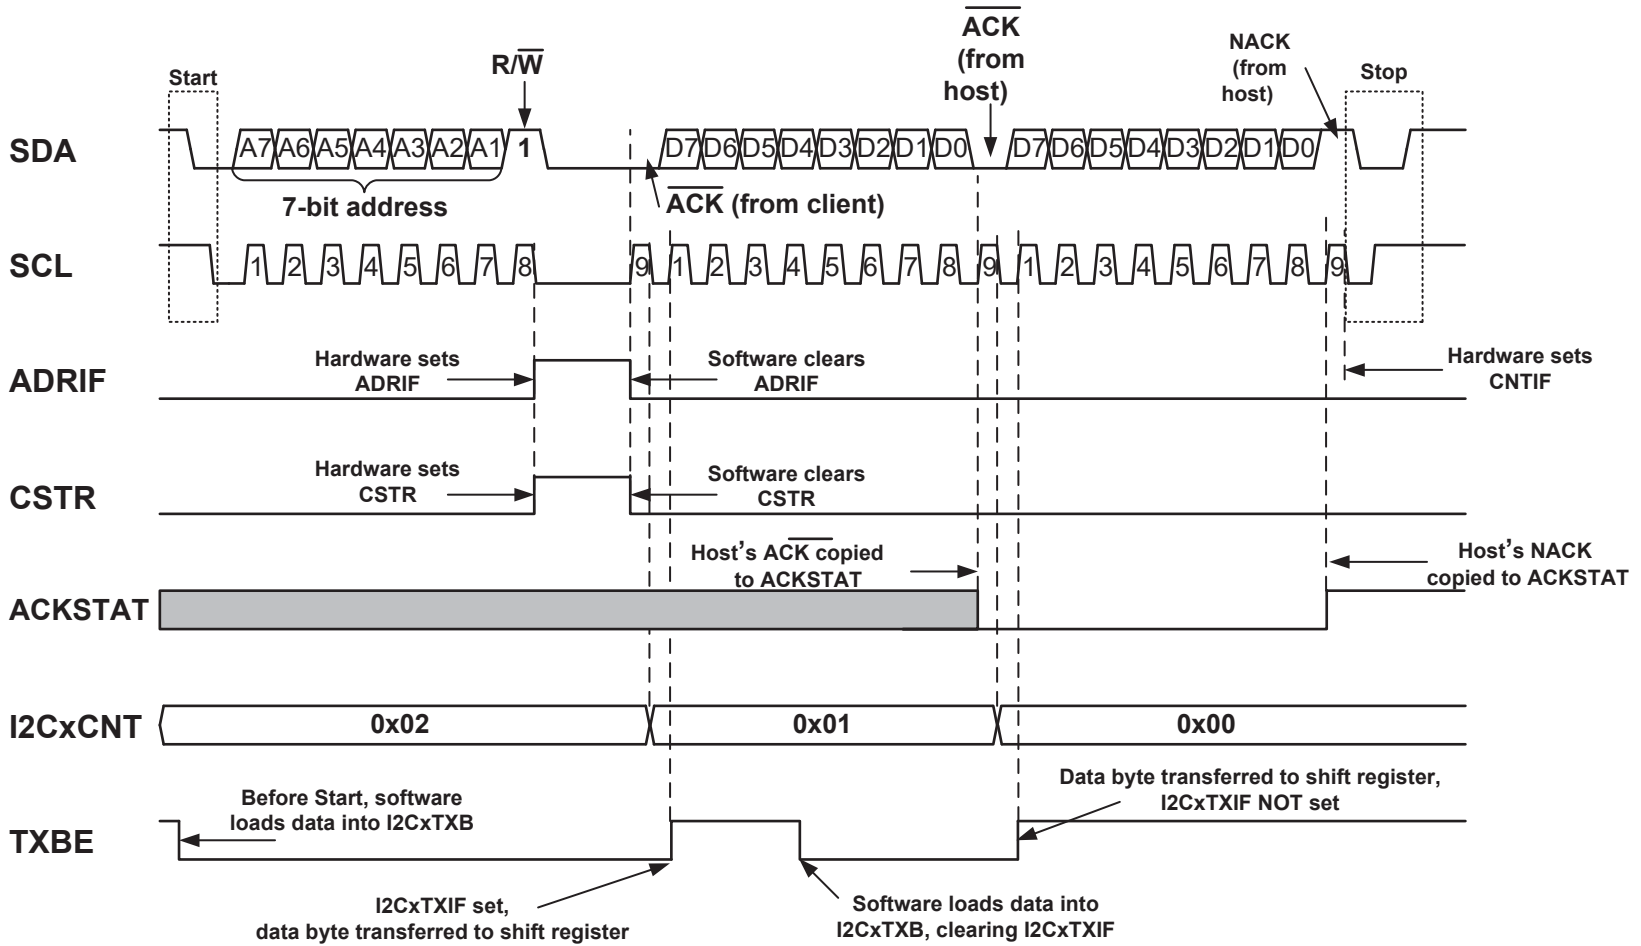 ACK
(from
host)
NACK
(from
host)
R/W
Start
Stop
SDA
A7 A6 A5 A4 A3 A2 A1 1
D7 D6 D5 D4 D3 D2 D1 D0
D7 D6 D5 D4 D3 D2 D1 D0
7-bit address
ACK (from client)
SCL
1 2 3 4 5 6 7 8 9 1 2 3 4 5 6 7 8 9 1 2 3 4 5 6 7 8 9
ADRIF
Hardware sets
ADRIF
Software clears
ADRIF
Hardware sets
CNTIF
CSTR
Hardware sets
CSTR
Software clears
CSTR
Host's ACK copied
to ACKSTAT
Host's NACK
copied to ACKSTAT
ACKSTAT
I2CxCNT
0x02
0x01
0x00
TXBE
Before Start, software
loads data into I2CxTXB
Data byte transferred to shift register,
I2CxTXIF NOT set
I2CxTXIF set,
data byte transferred to shift register
Software loads data into
I2CxTXB, clearing I2CxTXIF